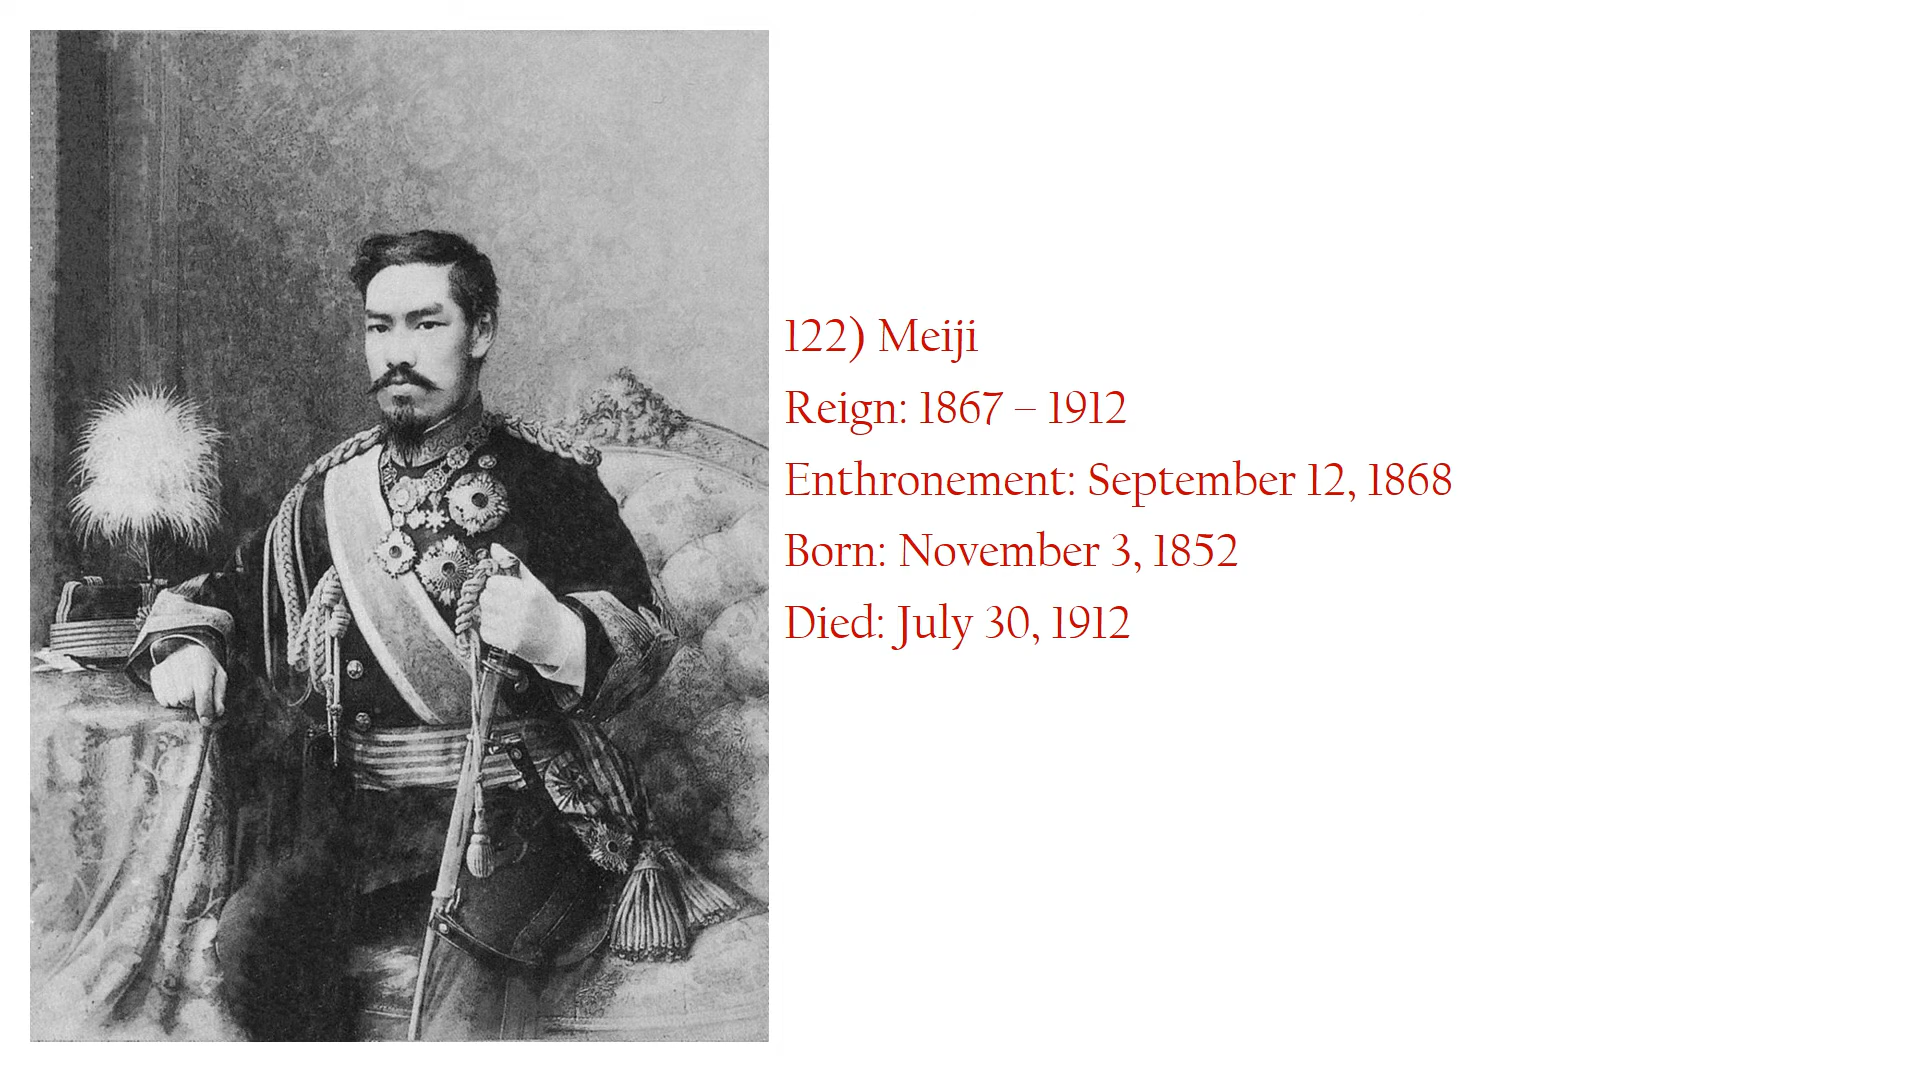 122) Meiji
Reign: 1867 – 1912
Enthronement: September 12, 1868
Born: November 3, 1852
Died: July 30, 1912